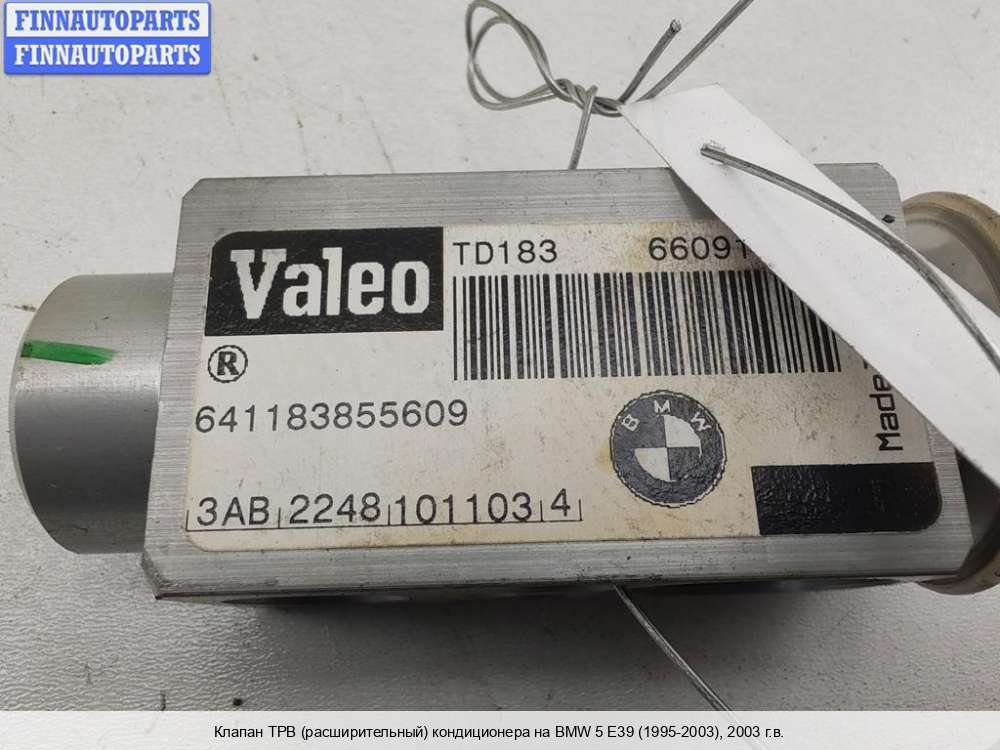 FINNAUTOPARTS
FINNAUTOPARTS
Valeo
TD183
®
641183855609
BMW
Made
3AB 2248 101103 4
Клапан ТРВ (расширительный) кондиционера на BMW 5 E39 (1995-2003), 2003 г.в.